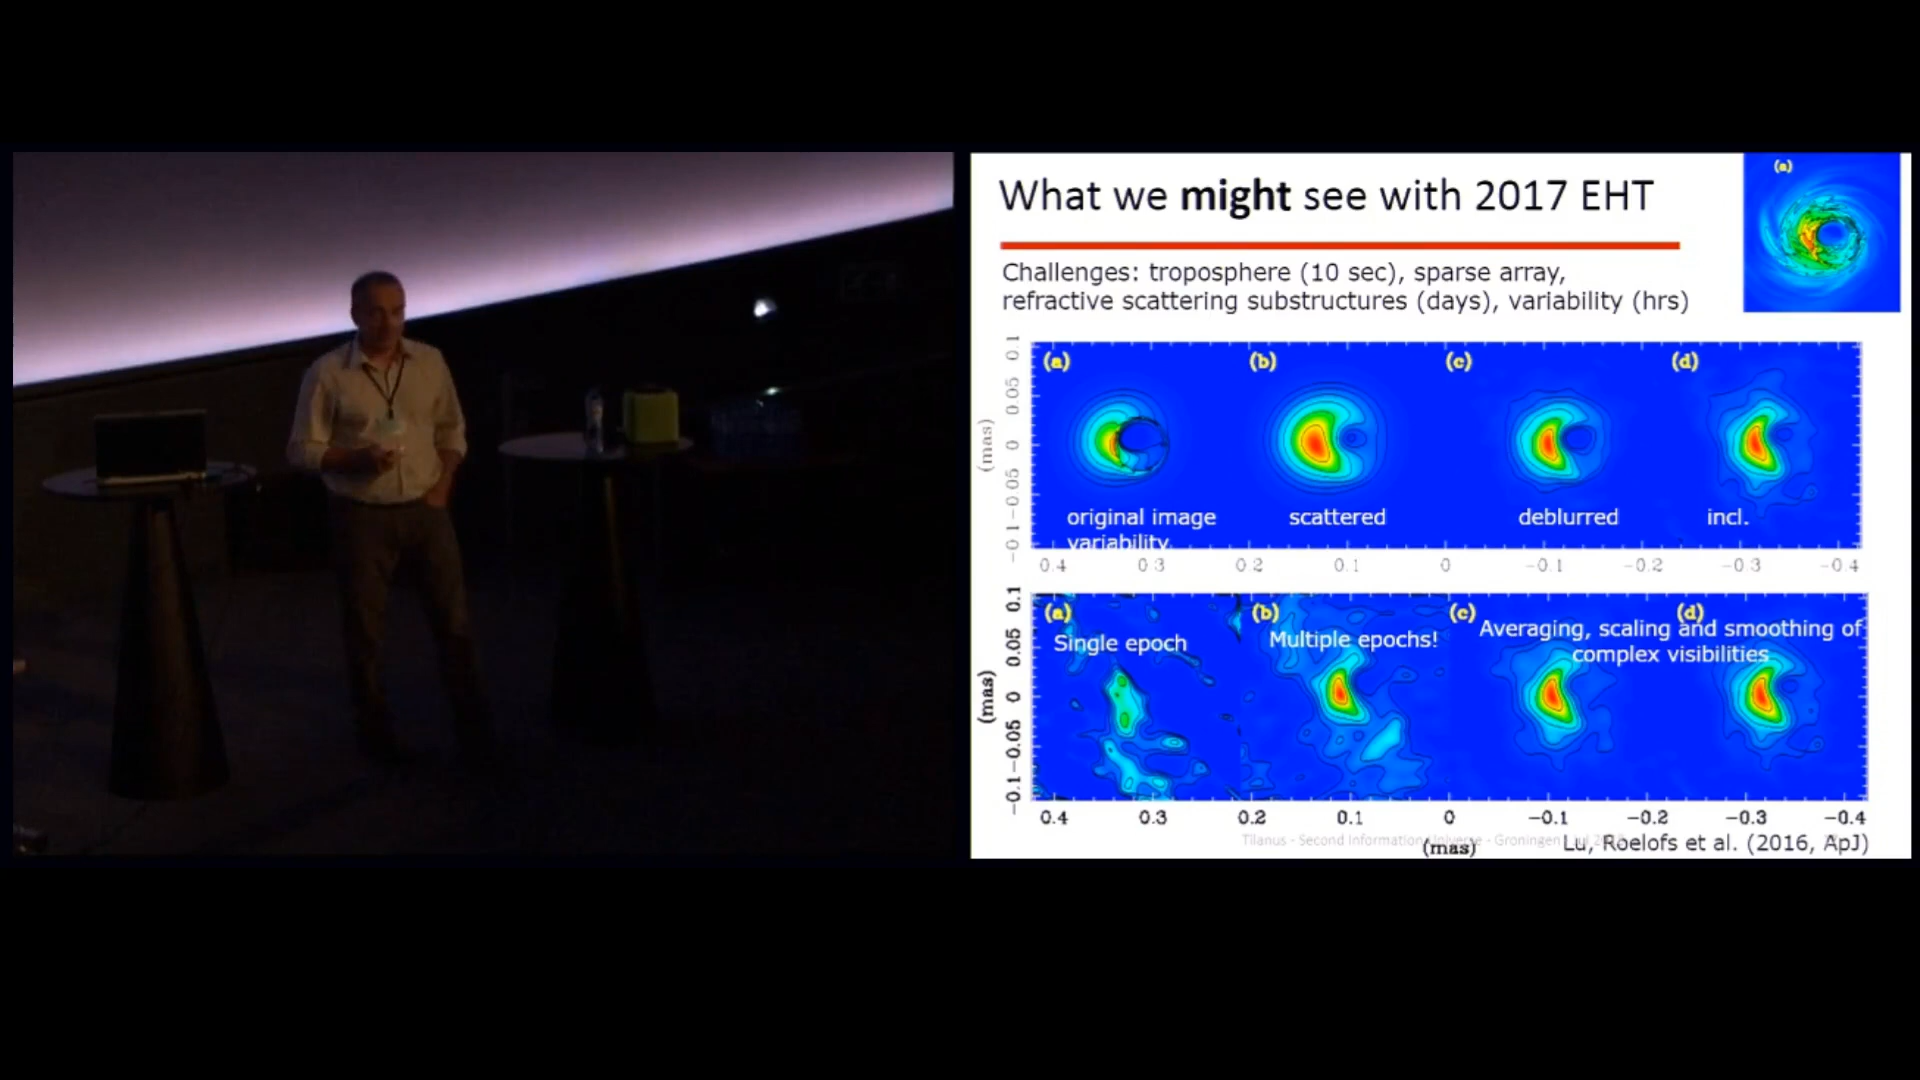 What we might see with 2017 EHT
(a)
Challenges: troposphere (10 sec), sparse array,
refractive scattering substructures (days), variability (hrs)
(a) (b) (c) (d)
original image scattered deblurred incl.
variability
(mas)
0.1
0.05
0
-0.05
-0.1
0.4 0.3 0.2 0.1 0 -0.1 -0.2 -0.3 -0.4
(a) (b) (c) (d)
Single epoch Multiple epochs! Averaging, scaling and smoothing of
complex visibilities
(mas)
0.1
0.05
0
-0.05
-0.1
0.4 0.3 0.2 0.1 0 -0.1 -0.2 -0.3 -0.4
Tilanus - Second Information Universe - Groningen
(mas)
Lu, Roelofs et al. (2016, ApJ)